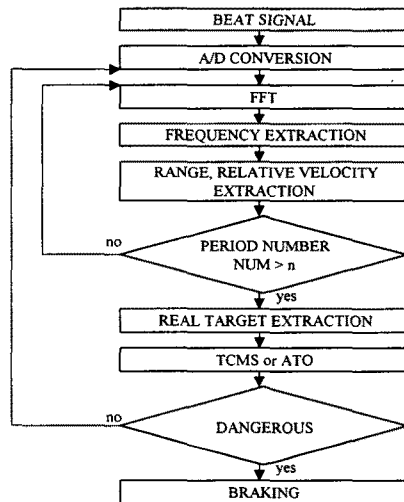 BEAT SIGNAL
A/D CONVERSION
FFT
FREQUENCY EXTRACTION
RANGE, RELATIVE VELOCITY
EXTRACTION
no
PERIOD NUMBER
NUM > n
yes
REAL TARGET EXTRACTION
TCMS or ATO
no
DANGEROUS
yes
BRAKING